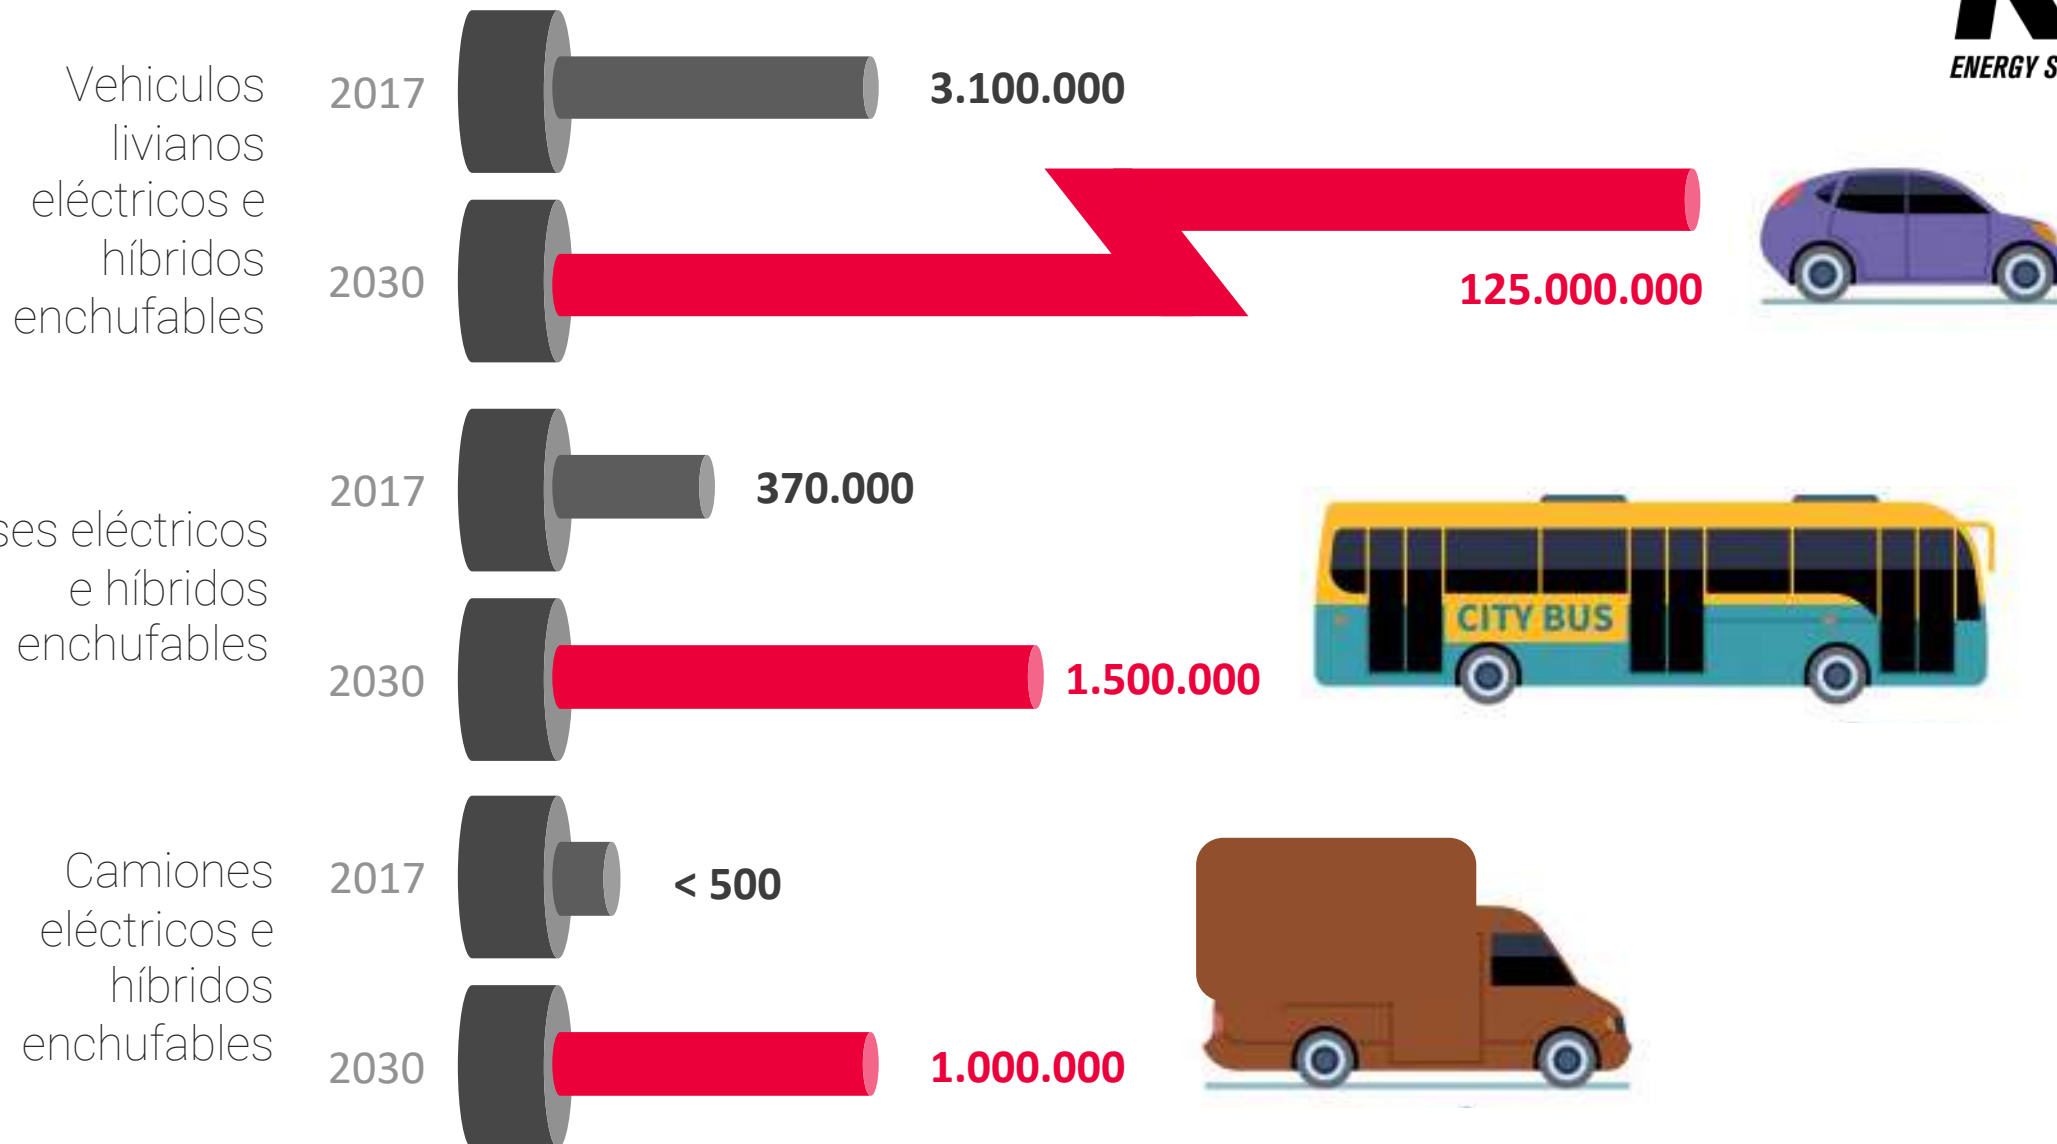 ENERGY S
Vehiculos
livianos
eléctricos e
híbridos
enchufables
2017
3.100.000
2030
125.000.000
ses eléctricos
e híbridos
enchufables
2017
370.000
2030
1.500.000
CITY BUS
Camiones
eléctricos e
híbridos
enchufables
2017
< 500
2030
1.000.000